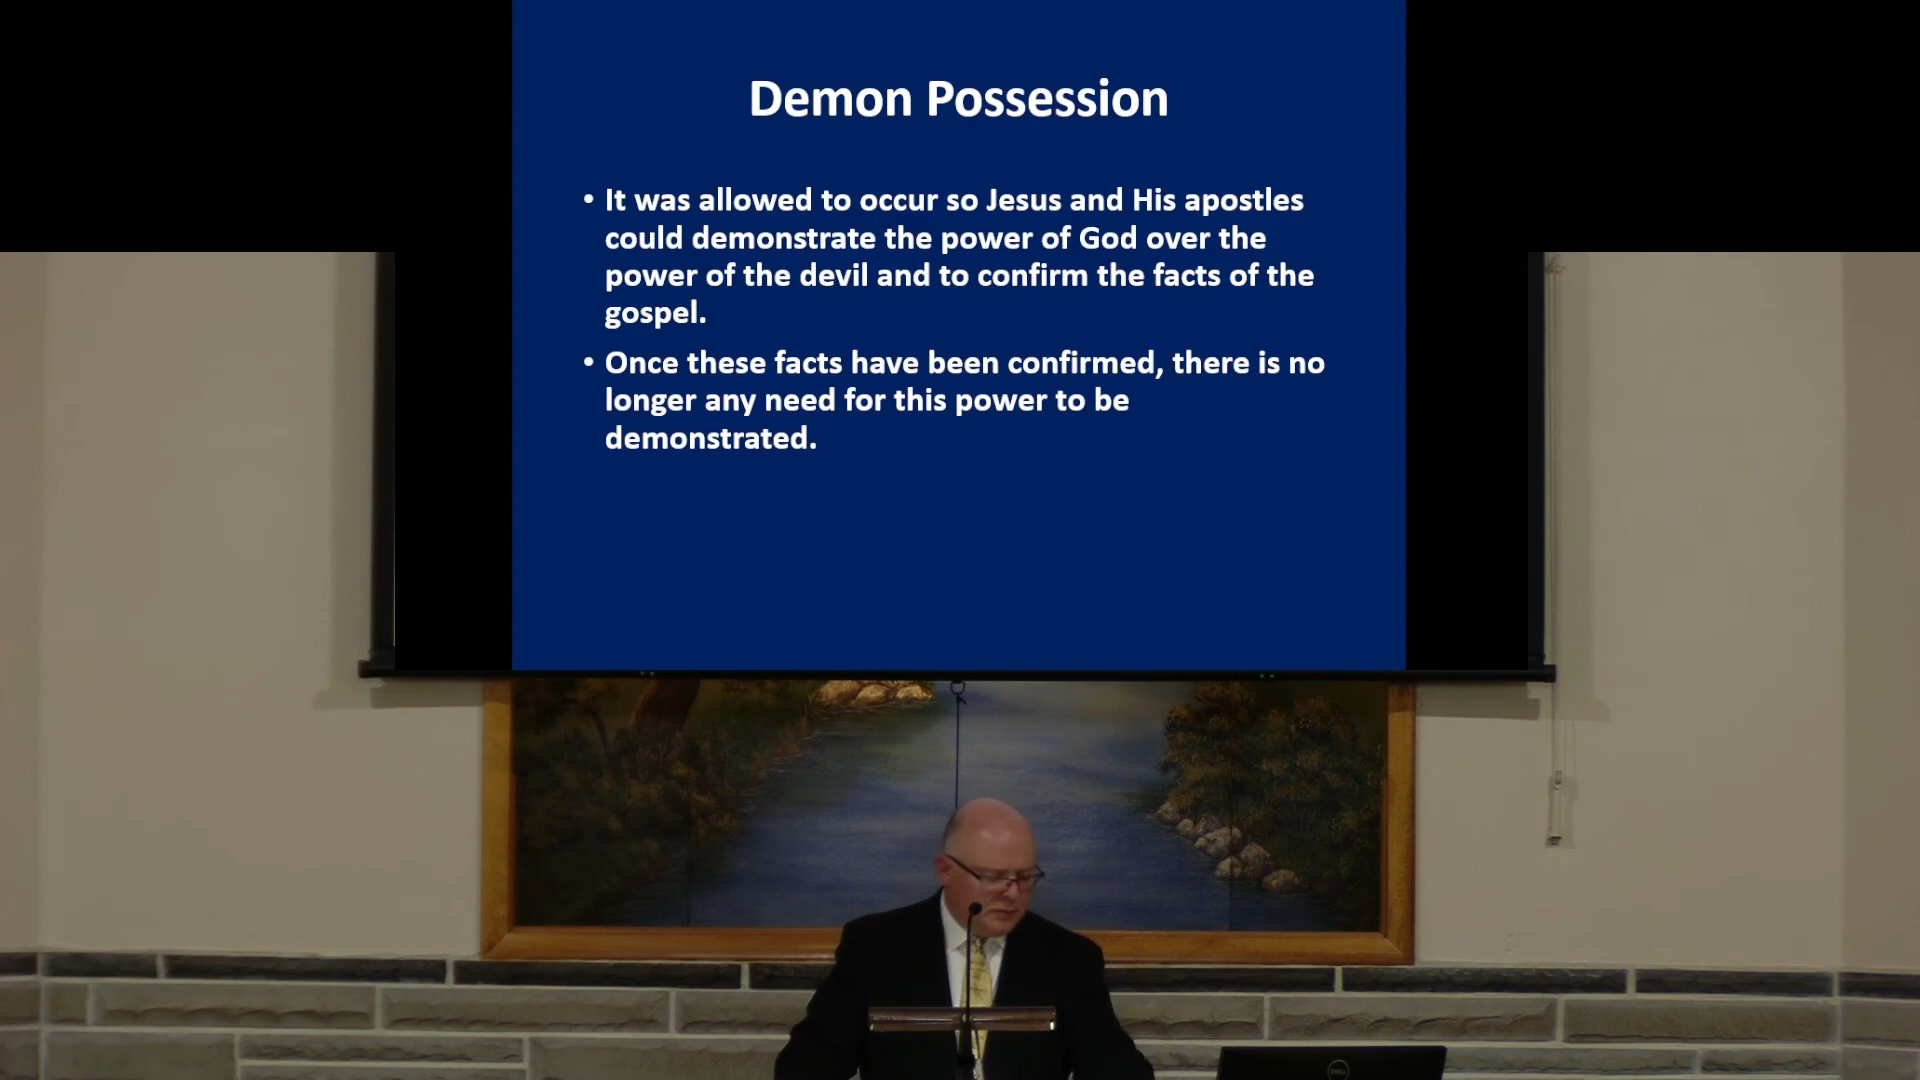 Demon Possession
• It was allowed to occur so Jesus and His apostles
could demonstrate the power of God over the
power of the devil and to confirm the facts of the
gospel.
• Once these facts have been confirmed, there is no
longer any need for this power to be
demonstrated.
DELL